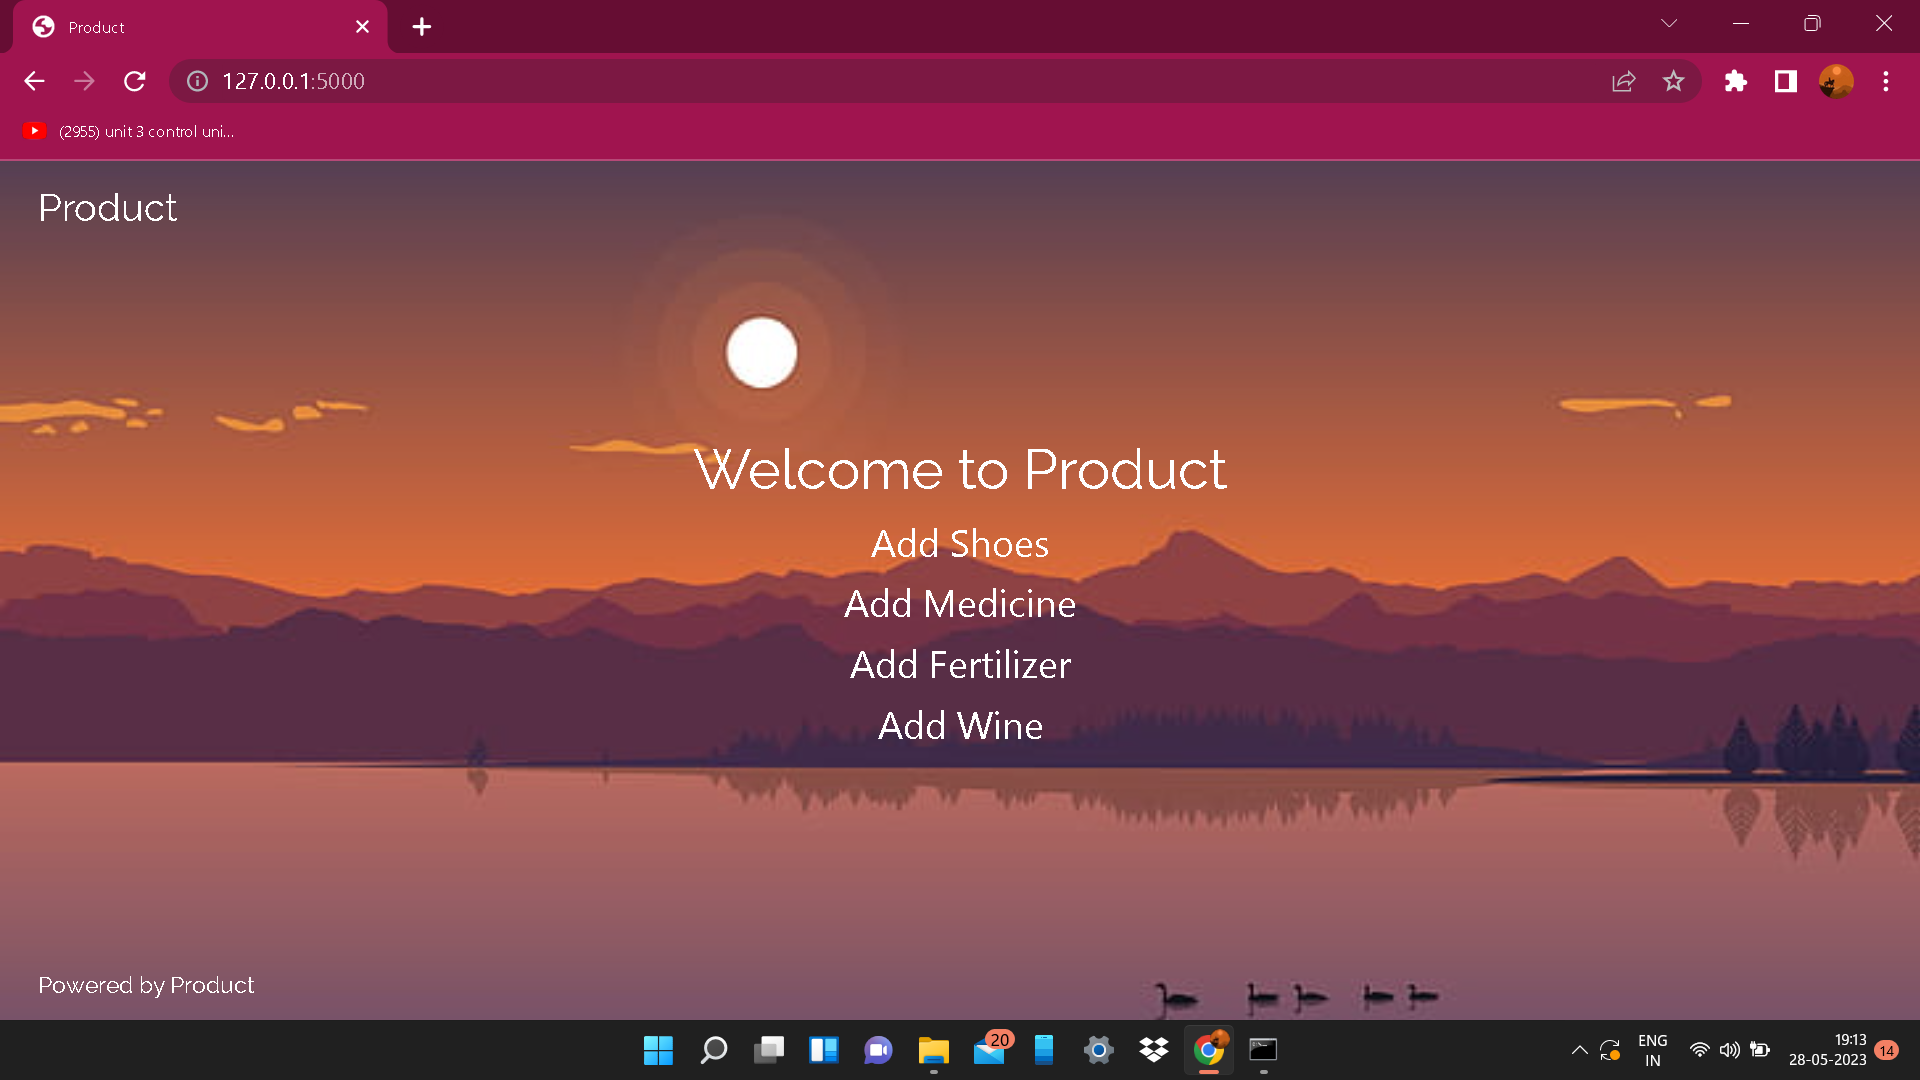 Product
127.0.0.1:5000
(2955) unit 3 control uni...
Product
Welcome to Product
Add Shoes
Add Medicine
Add Fertilizer
Add Wine
Powered by Product
20
ENG
IN
19:13
28-05-2023
14